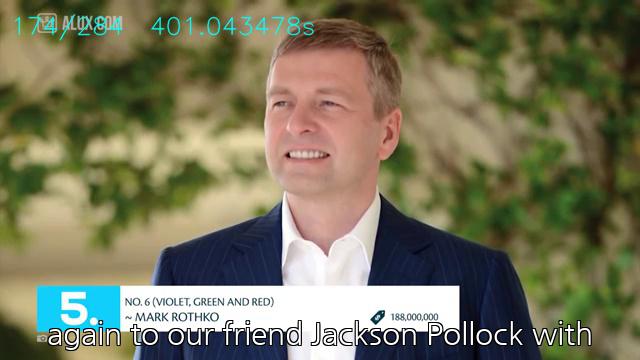 174/284 401.043478s
ALUX.COM
5.
NO. 6 (VIOLET, GREEN AND RED)
~ MARK ROTHKO
188,000,000
again to our friend Jackson Pollock with